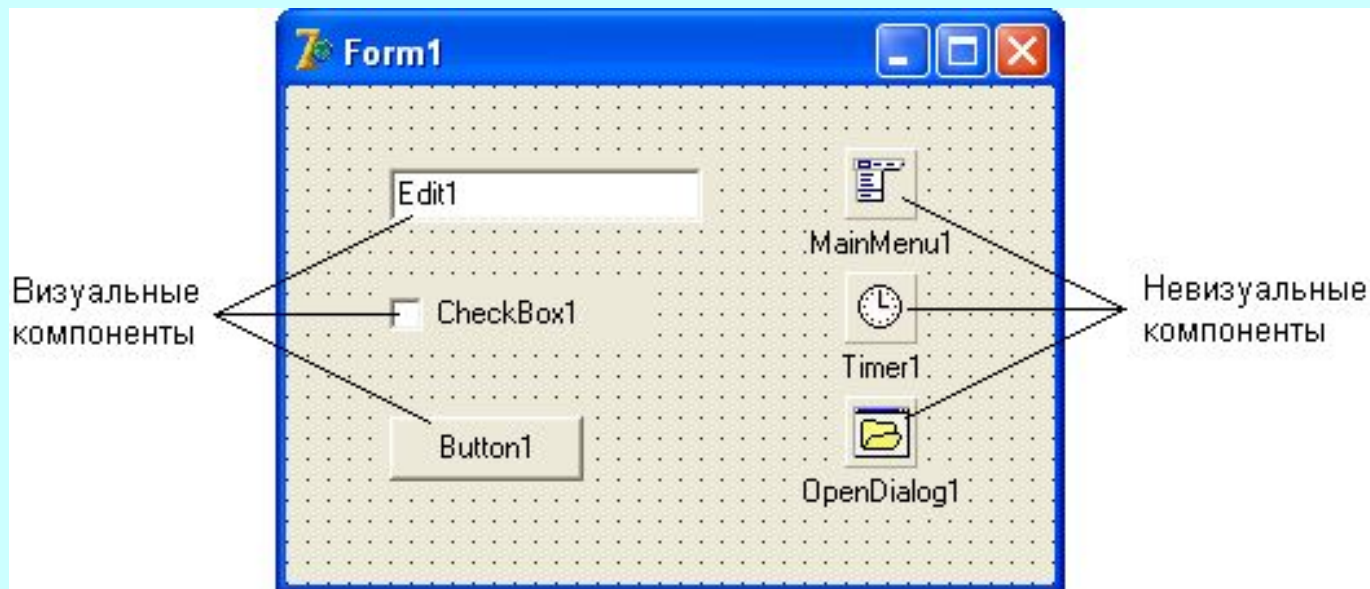 Form1
Edit1
MainMenu1
Визуальные
компоненты
CheckBox1
Невизуальные
компоненты
Timer1
Button1
OpenDialog1